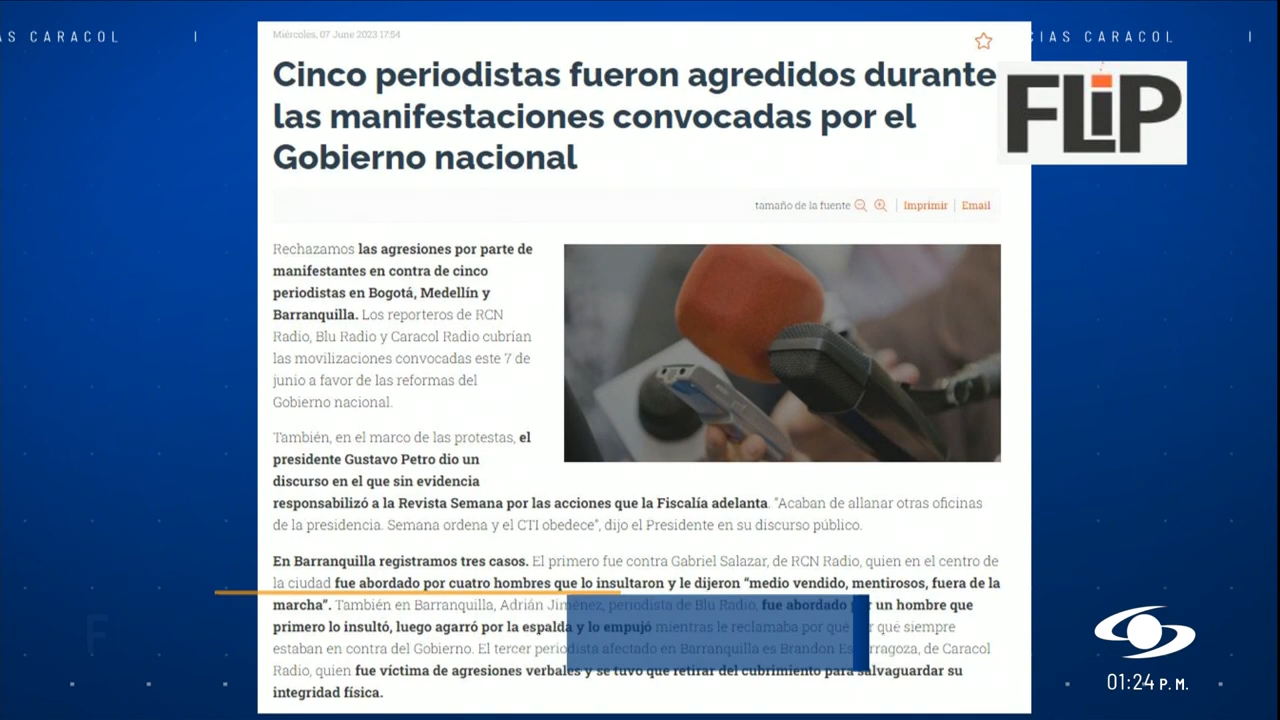 AS CARACOL
CIAS CARACOL
Miércoles, 07 June 2023 17:54
Cinco periodistas fueron agredidos durante
las manifestaciones convocadas por el
Gobierno nacional
FLiP
tamaño de la fuente
Imprimir
Email
Rechazamos las agresiones por parte de
manifestantes en contra de cinco
periodistas en Bogotá, Medellín y
Barranquilla. Los reporteros de RCN
Radio, Blu Radio y Caracol Radio cubrían
las movilizaciones convocadas este 7 de
junio a favor de las reformas del
Gobierno nacional.
También, en el marco de las protestas, el
presidente Gustavo Petro dio un
discurso en el que sin evidencia
responsabilizó a la Revista Semana por las acciones que la Fiscalía adelanta. "Acaban de allanar otras oficinas
de la presidencia. Semana ordena y el CTI obedece", dijo el Presidente en su discurso público.
En Barranquilla registramos tres casos. El primero fue contra Gabriel Salazar, de RCN Radio, quien en el centro de
la ciudad fue abordado por cuatro hombres que lo insultaron y le dijeron "medio vendido, mentirosos, fuera de la
marcha". También en Barranquilla, Adrián Jiménez, periodista de Blu Radio, fue abordado por un hombre que
primero lo insultó, luego agarró por la espalda y lo empujó mientras le reclamaba por qué qué siempre
estaban en contra del Gobierno. El tercer periodista afectado en Barranquilla es Brandon de Caracol
Radio, quien fue víctima de agresiones verbales y se tuvo que retirar del cubrimiento para salvaguardar su
integridad física.
F
01:24 P. M.